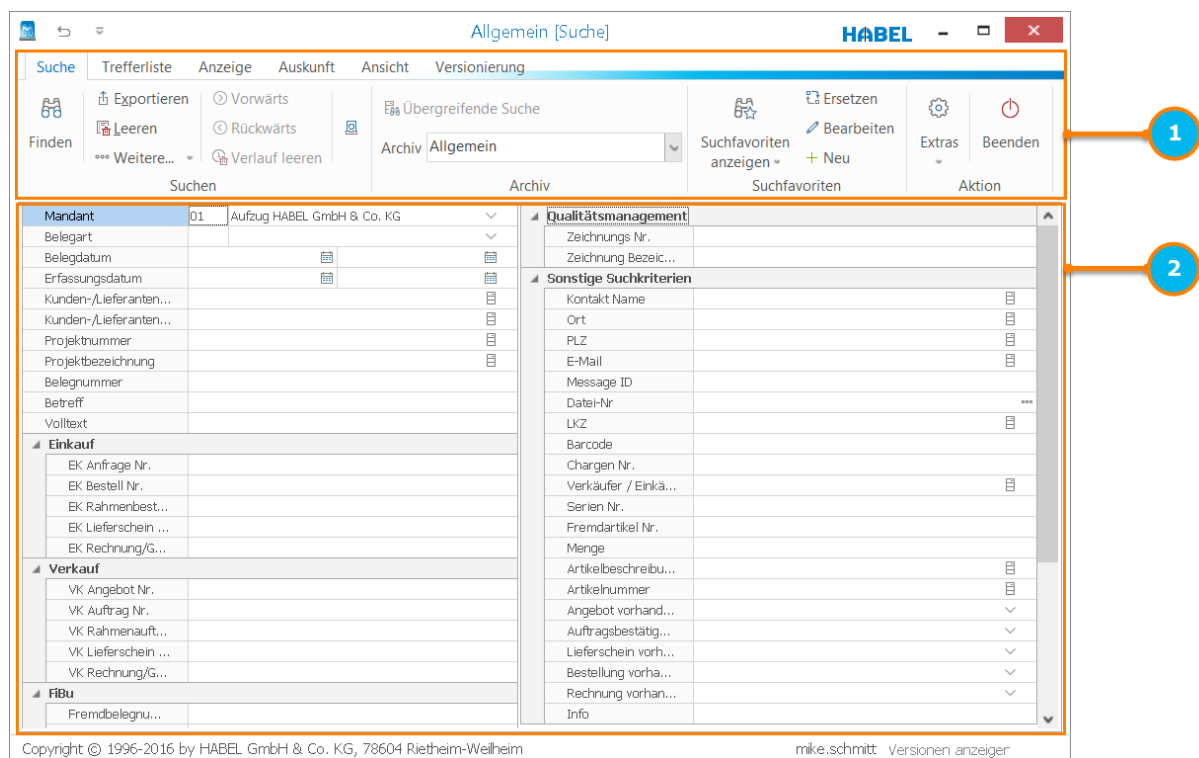 Allgemein [Suche]
HABEL
Suche Trefferliste Anzeige Auskunft Ansicht Versionierung
Finden
Exportieren
Leeren
Weitere...
Vorwärts
Rückwärts
Verlauf leeren
Suchen
Übergreifende Suche
Archiv Allgemein
Archiv
Suchfavoriten
anzeigen
Ersetzen
Bearbeiten
Neu
Suchfavoriten
Extras
Beenden
Aktion
1
Mandant 01 Aufzug HABEL GmbH & Co. KG
Belegart
Belegdatum
Erfassungsdatum
Kunden-/Lieferanten...
Kunden-/Lieferanten...
Projektnummer
Projektbezeichnung
Belegnummer
Betreff
Volltext
Einkauf
EK Anfrage Nr.
EK Bestell Nr.
EK Rahmenbest...
EK Lieferschein ...
EK Rechnung/G...
Verkauf
VK Angebot Nr.
VK Auftrag Nr.
VK Rahmenauft...
VK Lieferschein ...
VK Rechnung/G...
FiBu
Fremdbelegnu...
Qualitätsmanagement
Zeichnungs Nr.
Zeichnung Bezeic...
Sonstige Suchkriterien
Kontakt Name
Ort
PLZ
E-Mail
Message ID
Datei-Nr
LKZ
Barcode
Chargen Nr.
Verkäufer / Einkä...
Serien Nr.
Fremdartikel Nr.
Menge
Artikelbeschreibu...
Artikelnummer
Angebot vorhand...
Auftragsbestätig...
Lieferschein vorh...
Bestellung vorha...
Rechnung vorhan...
Info
2
Copyright © 1996-2016 by HABEL GmbH & Co. KG, 78604 Rietheim-Weilheim
mike.schmitt Versionen anzeigen